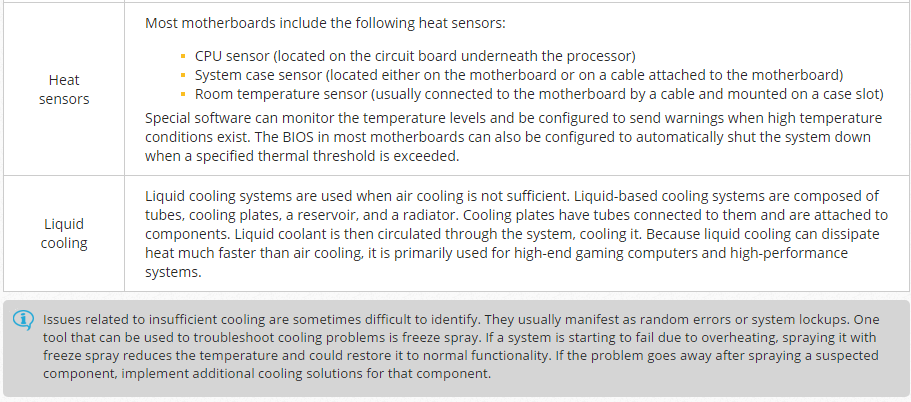 Most motherboards include the following heat sensors:
CPU sensor (located on the circuit board underneath the processor)
System case sensor (located either on the motherboard or on a cable attached to the motherboard)
Room temperature sensor (usually connected to the motherboard by a cable and mounted on a case slot)
Heat
sensors
Special software can monitor the temperature levels and be configured to send warnings when high temperature
conditions exist. The BIOS in most motherboards can also be configured to automatically shut the system down
when a specified thermal threshold is exceeded.
Liquid cooling systems are used when air cooling is not sufficient. Liquid-based cooling systems are composed of
tubes, cooling plates, a reservoir, and a radiator. Cooling plates have tubes connected to them and are attached to
Liquid
cooling
components. Liquid coolant is then circulated through the system, cooling it. Because liquid cooling can dissipate
heat much faster than air cooling, it is primarily used for high-end gaming computers and high-performance
systems.
Issues related to insufficient cooling are sometimes difficult to identify. They usually manifest as random errors or system lockups. One
tool that can be used to troubleshoot cooling problems is freeze spray. If a system is starting to fail due to overheating, spraying it with
freeze spray reduces the temperature and could restore it to normal functionality. If the problem goes away after spraying a suspected
component, implement additional cooling solutions for that component.